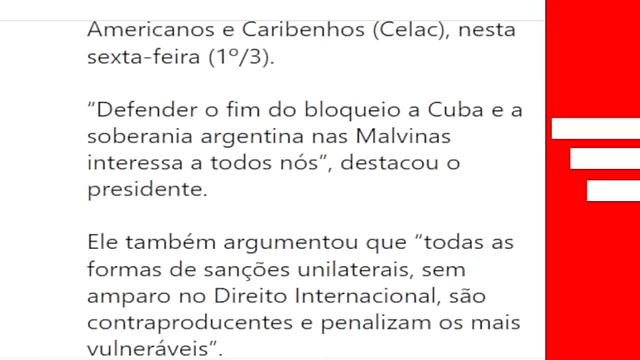 Americanos e Caribenhos (Celac), nesta
sexta-feira (1º/3).
“Defender o fim do bloqueio a Cuba e a
soberania argentina nas Malvinas
interessa a todos nós”, destacou o
presidente.
Ele também argumentou que “todas as
formas de sanções unilaterais, sem
amparo no Direito Internacional, são
contraproducentes e penalizam os mais
vulneráveis”.